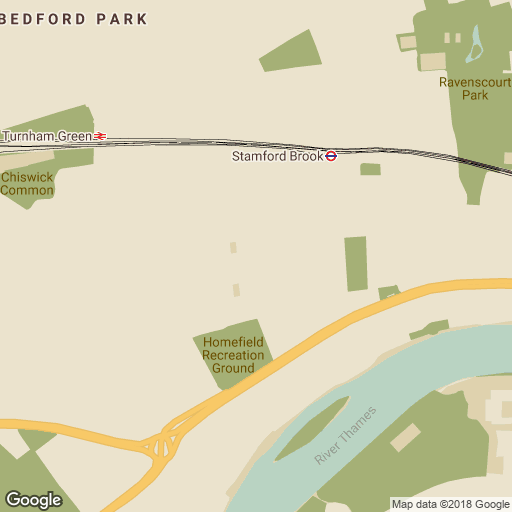 BEDFORD PARK
Ravenscourt
Park
Turnham Green
Stamford Brook
Chiswick
Common
Homefield
Recreation
Ground
River Thames
Google
Map data ©2018 Google